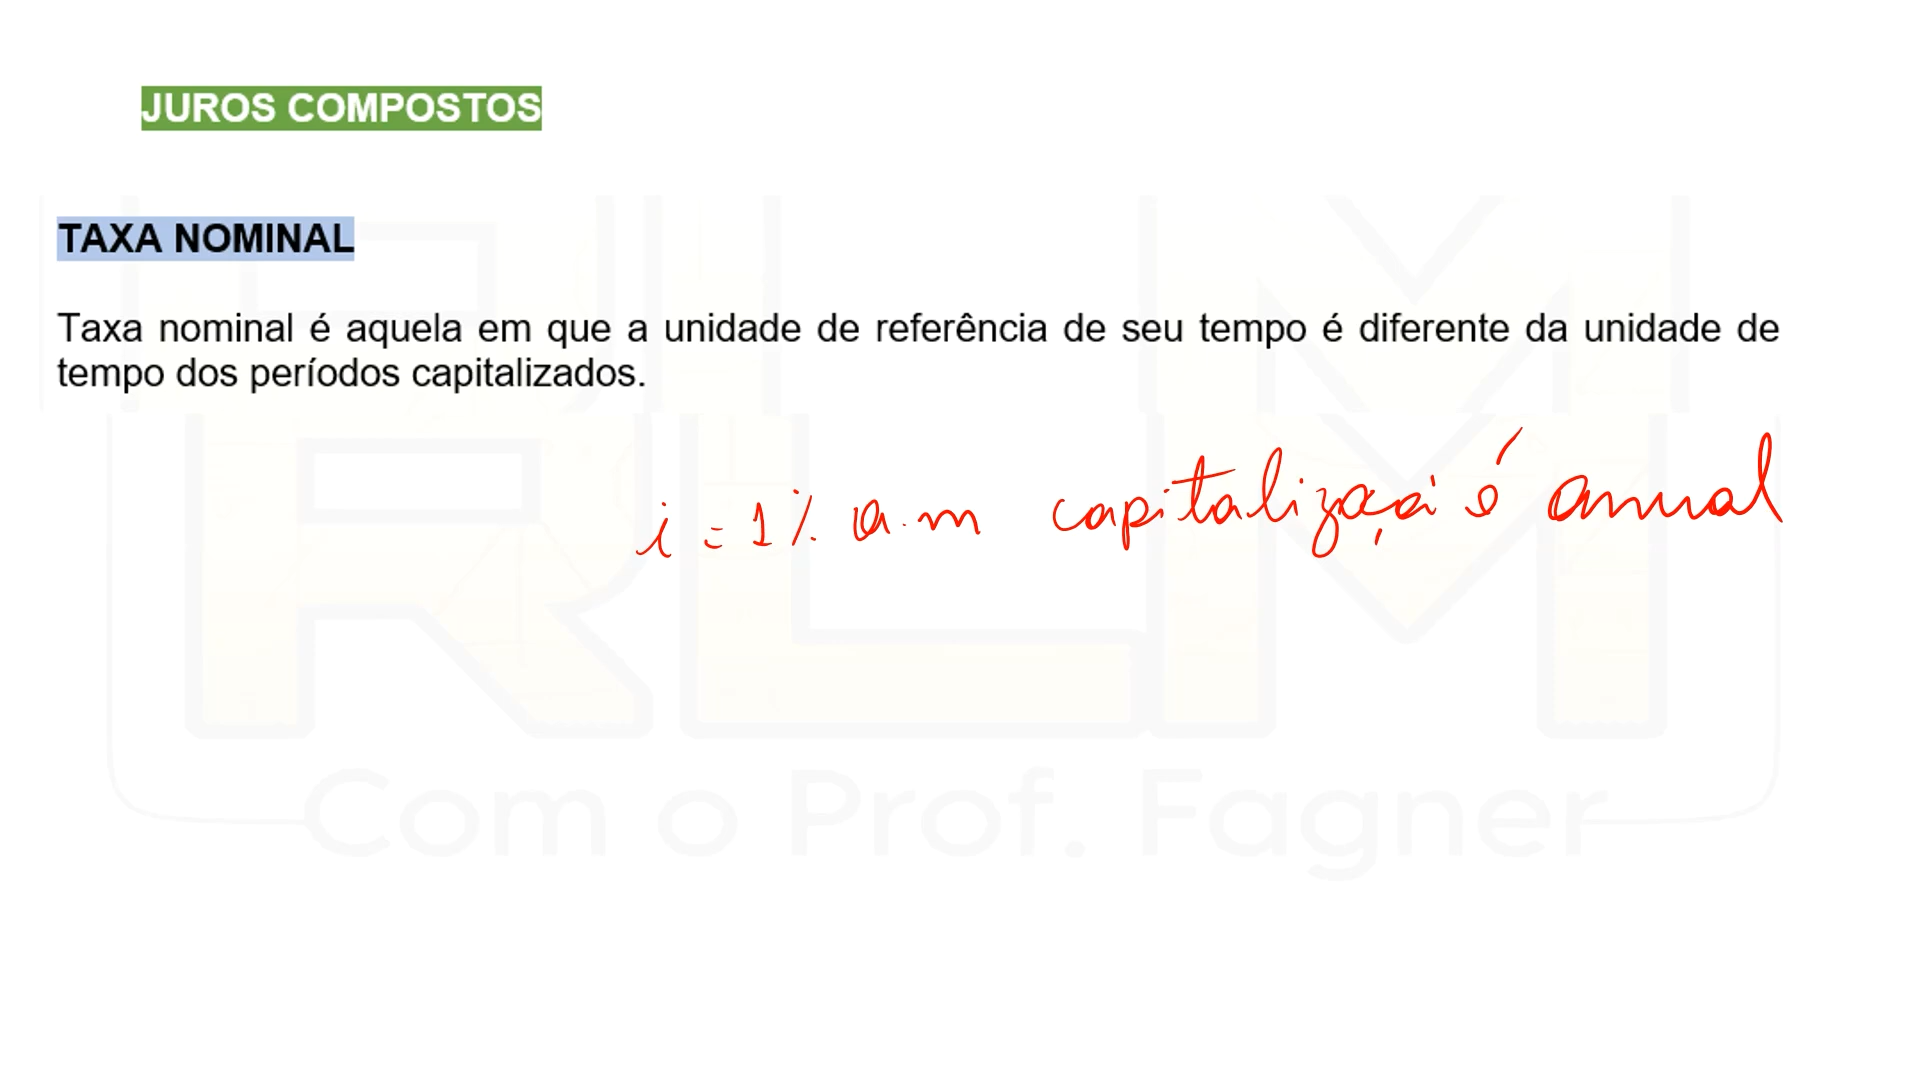 JUROS COMPOSTOS
TAXA NOMINAL
Taxa nominal é aquela em que a unidade de referência de seu tempo é diferente da unidade de
tempo dos períodos capitalizados.
i = 1% a.m capitalização é anual
RLM
Com o Prof. Fagner